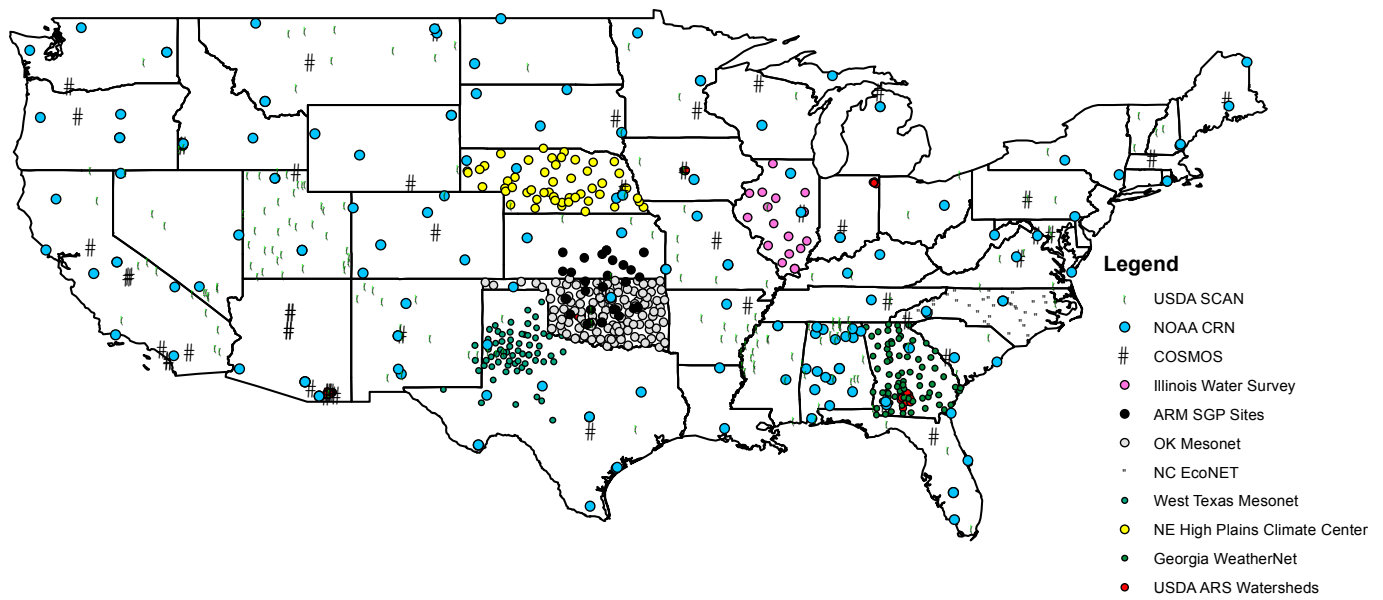 Legend
USDA SCAN
NOAA CRN
COSMOS
Illinois Water Survey
ARM SGP Sites
OK Mesonet
NC EcoNET
West Texas Mesonet
NE High Plains Climate Center
Georgia WeatherNet
USDA ARS Watersheds